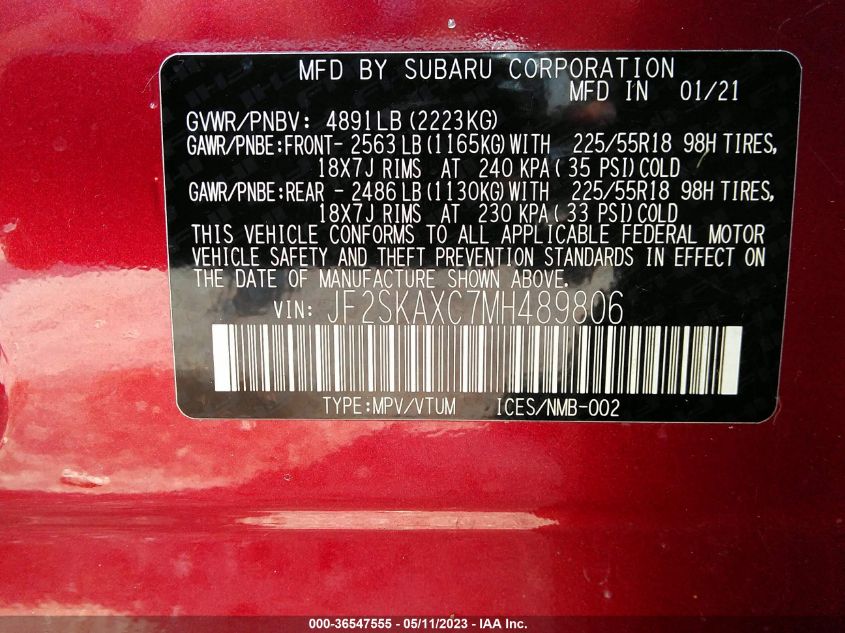 MFD BY SUBARU CORPORATION
MFD IN 01/21
GVWR/PNBV: 4891LB(2223KG)
GAWR/PNBE:FRONT- 2563LB(1165KG)WITH 225/55R18 98H TIRES,
18X7J RIMS AT 240 KPA( 35 PSI)COLD
GAWR/PNBE:REAR - 2486LB(1130KG)WITH 225/55R18 98H TIRES,
18X7J RIMS AT 230 KPA( 33 PSI)COLD
THIS VEHICLE CONFORMS TO ALL APPLICABLE FEDERAL MOTOR
VEHICLE SAFETY AND THEFT PREVENTION STANDARDS IN EFFECT ON
THE DATE OF MANUFACTURE SHOWN ABOVE.
VIN: JF2SKAXC7MH489806
TYPE:MPV/VTUM ICES/NMB-002
000-36547555 - 05/11/2023 - IAA Inc.